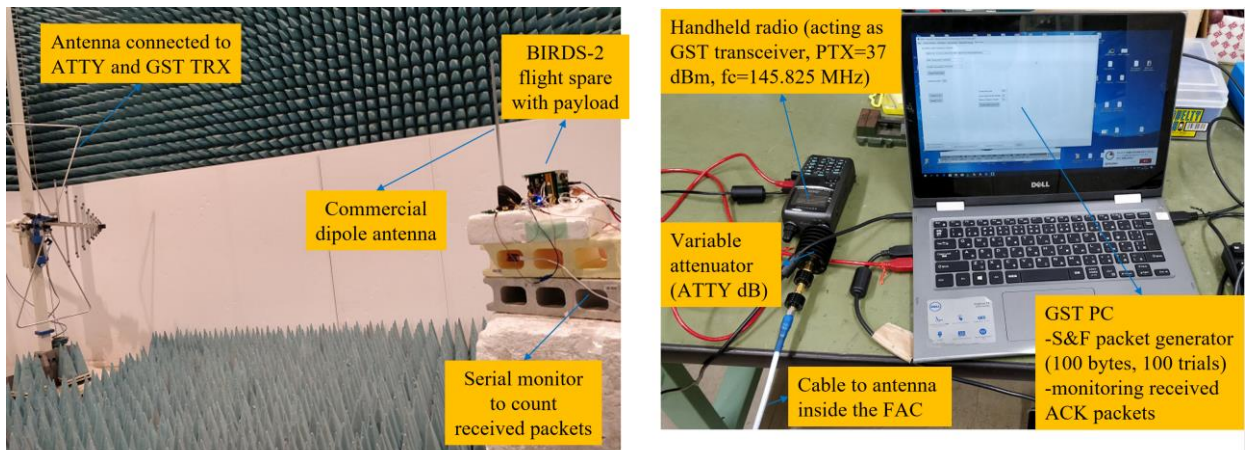 Antenna connected to
ATTY and GST TRX
BIRDS-2
flight spare
with payload
Commercial
dipole antenna
Serial monitor
to count
received packets
Handheld radio (acting as
GST transceiver, PTX=37
dBm, fc=145.825 MHz)
Variable
attenuator
(ATTY dB)
Cable to antenna
inside the FAC
GST PC
-S&F packet generator
(100 bytes, 100 trials)
-monitoring received
ACK packets
DELL